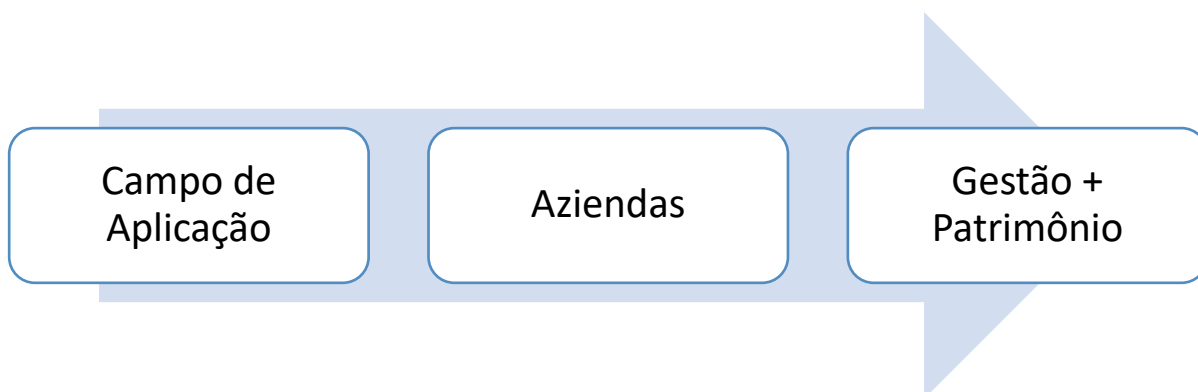 Campo de
Aplicação
Aziendas
Gestão +
Patrimônio